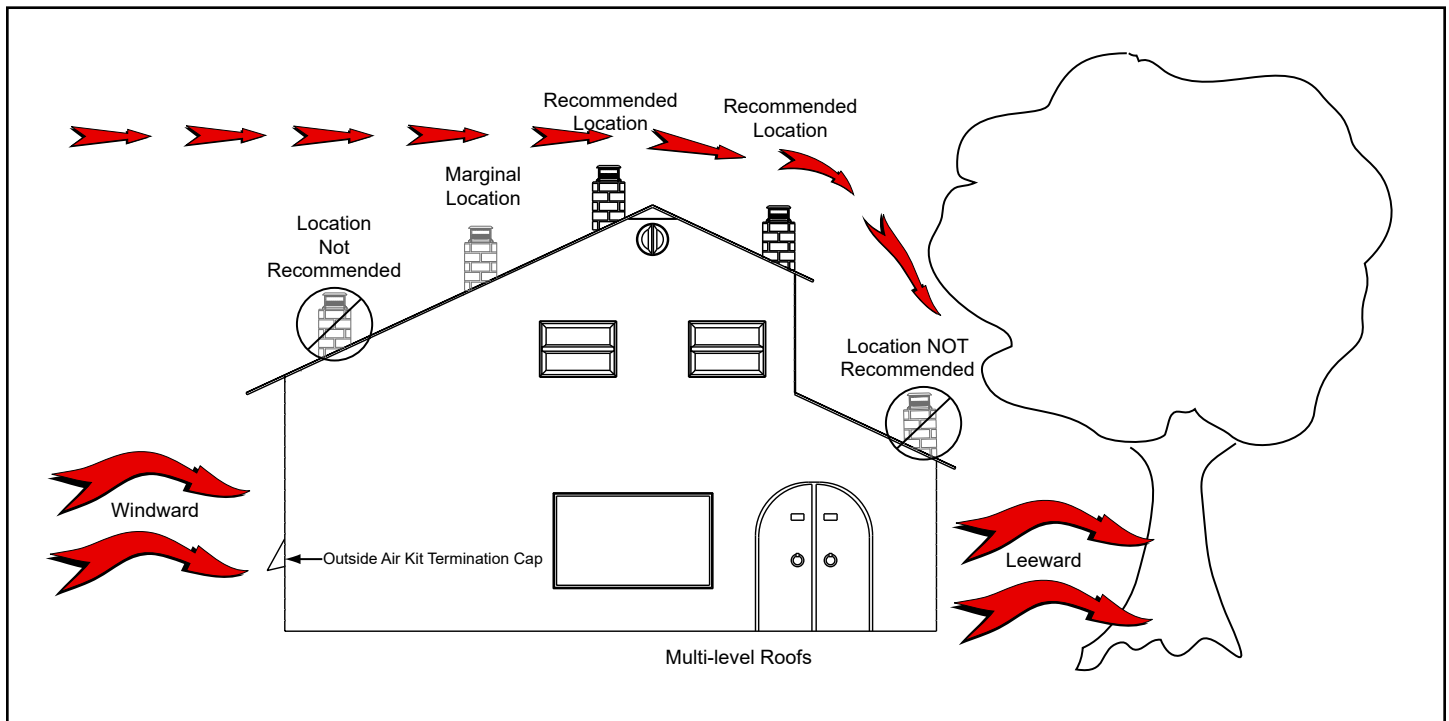 Recommended
Location
Recommended
Location
Marginal
Location
Location
Not
Recommended
Location NOT
Recommended
Windward
Outside Air Kit Termination Cap
Leeward
Multi-level Roofs